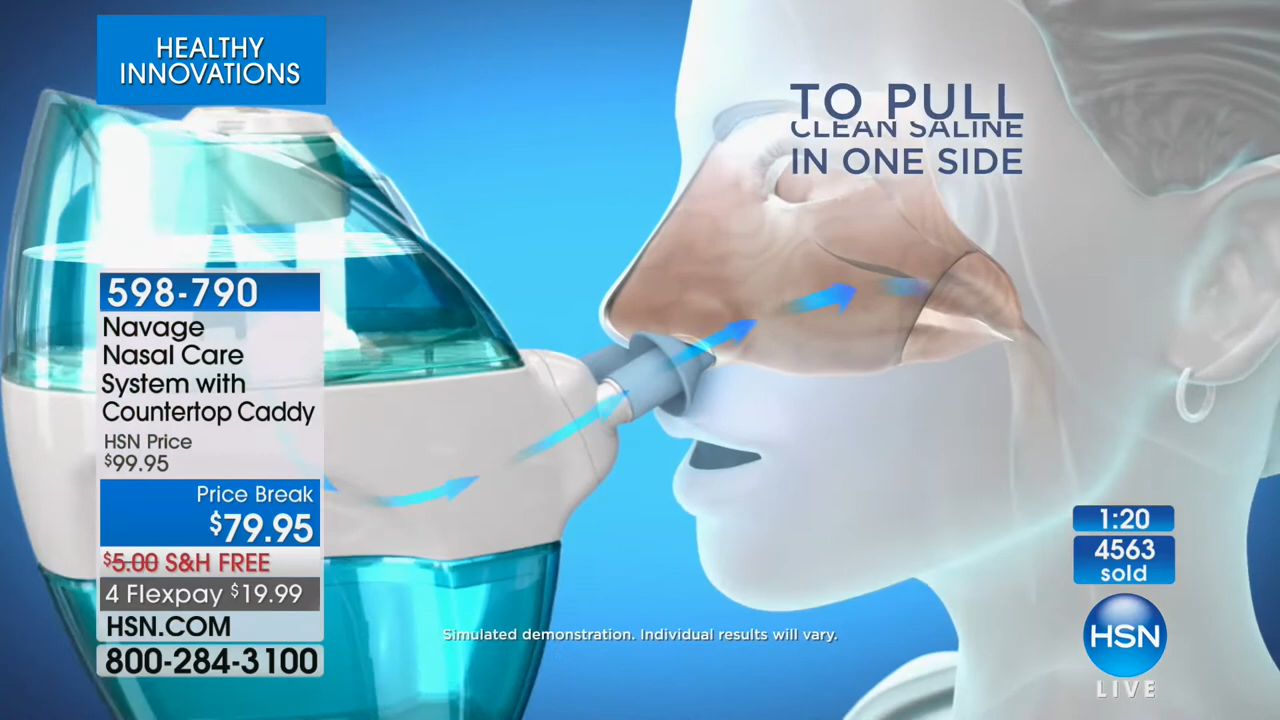 HEALTHY
INNOVATIONS
TO PULL
CLEAN SALINE
IN ONE SIDE
598-790
Navage
Nasal Care
System with
Countertop Caddy
HSN Price
$99.95
Price Break
$79.95
$5.00 S&H FREE
4 Flexpay $19.99
HSN.COM
800-284-3100
Simulated demonstration. Individual results will vary.
1:20
4563
sold
HSN
LIVE